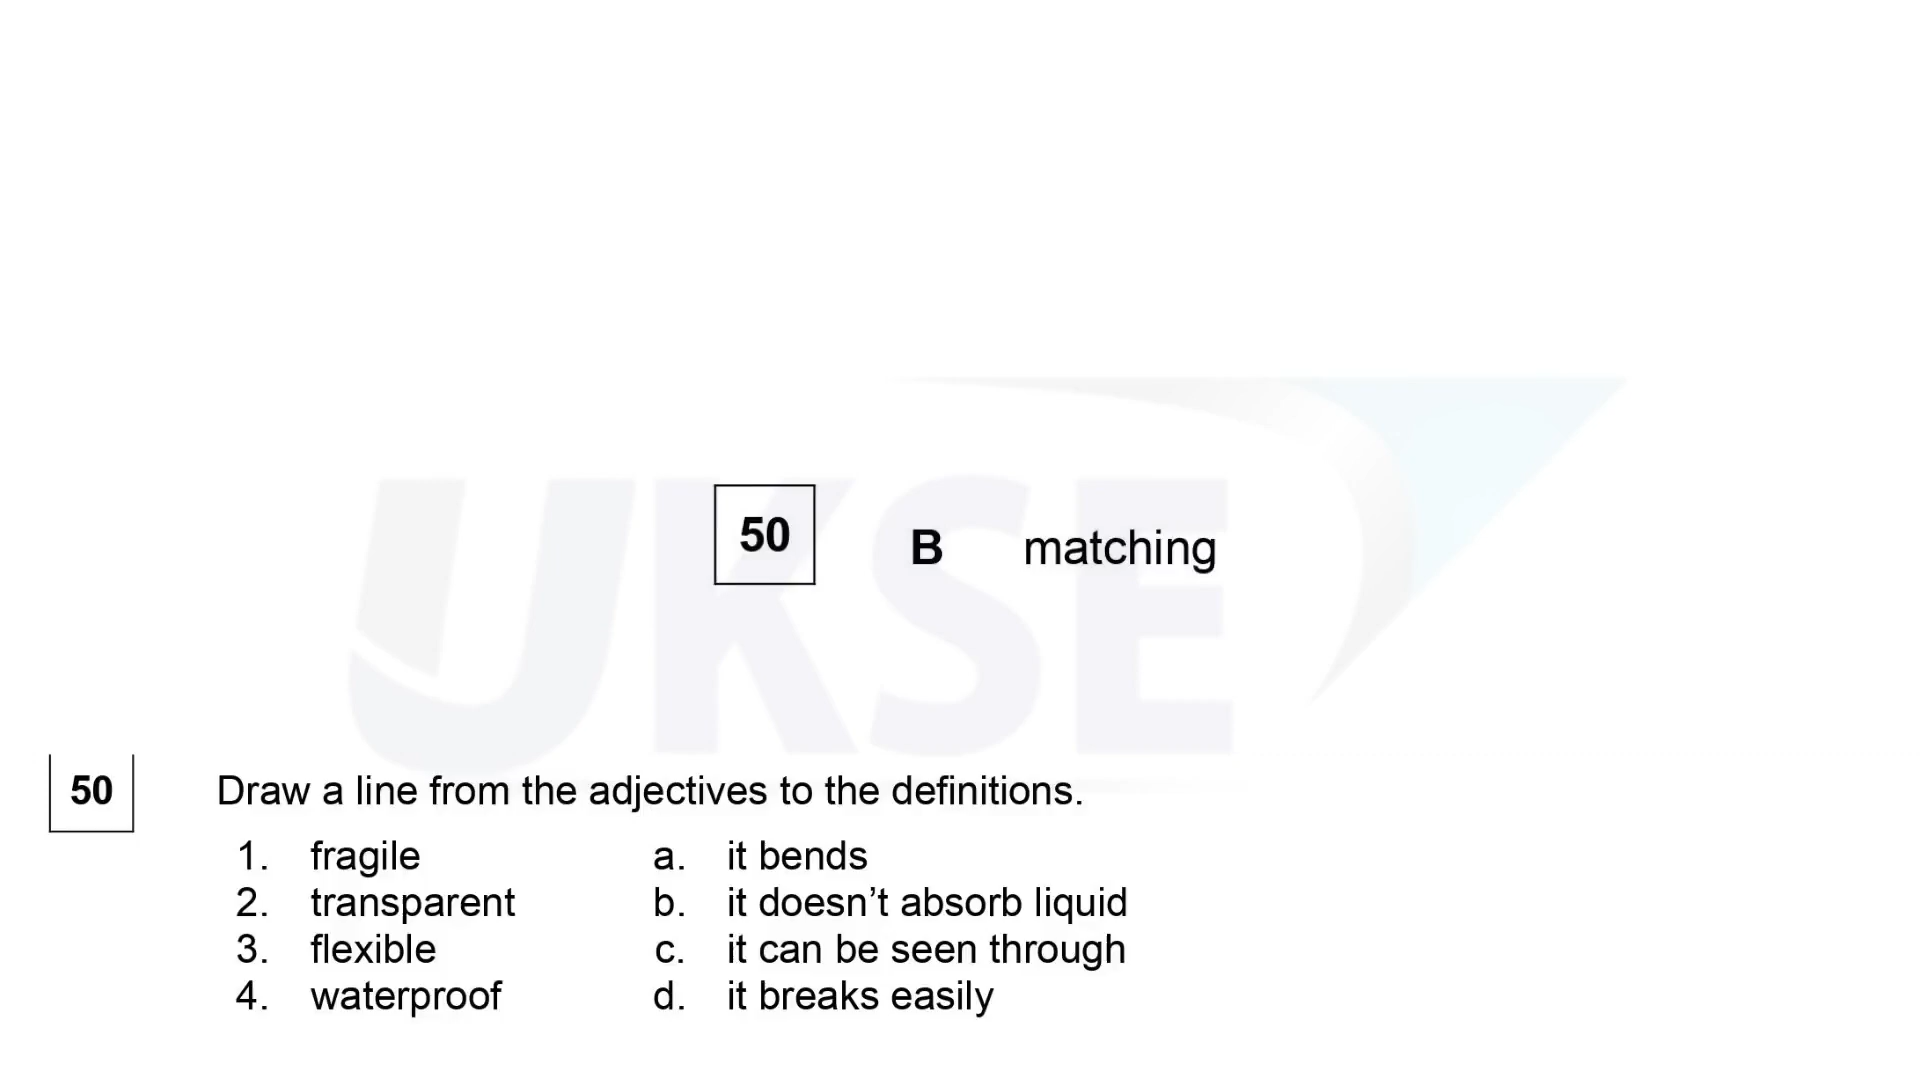 UKSE
50 B matching
50 Draw a line from the adjectives to the definitions.
1. fragile a. it bends
2. transparent b. it doesn’t absorb liquid
3. flexible c. it can be seen through
4. waterproof d. it breaks easily